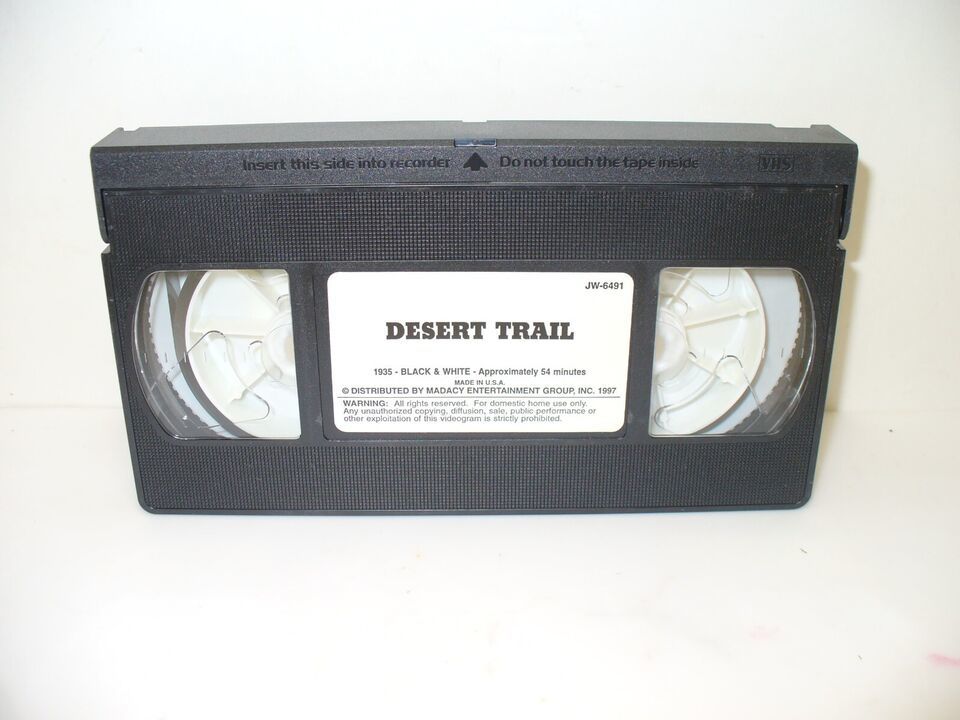 Insert this side into recorder Do not touch the tape inside VHS
JW-6491
DESERT TRAIL
1935 - BLACK & WHITE - Approximately 54 minutes
MADE IN U.S.A.
© DISTRIBUTED BY MADACY ENTERTAINMENT GROUP, INC. 1997
WARNING: All rights reserved. For domestic home use only.
Any unauthorized copying, diffusion, sale, public performance or
other exploitation of this videogram is strictly prohibited.